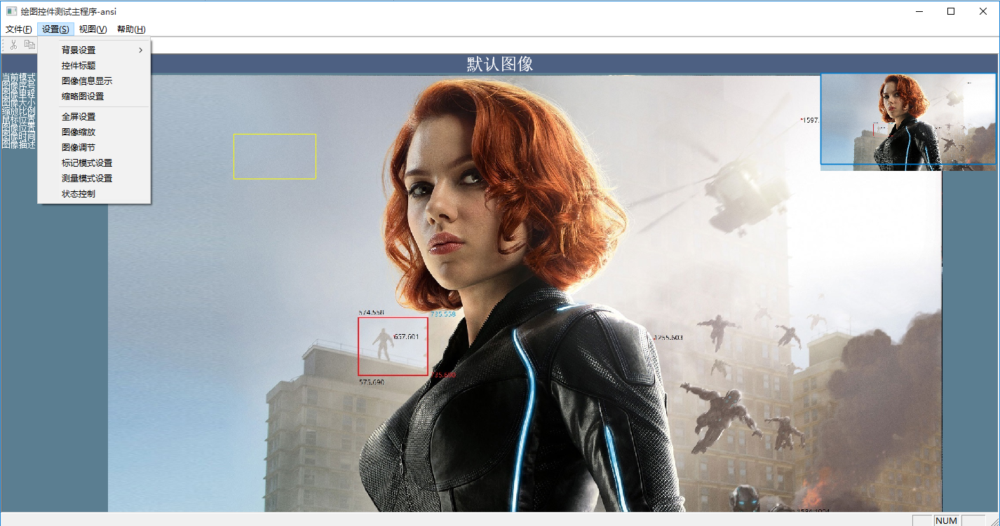 绘图控件测试主程序-ansi
文件(F) 设置(S) 视图(V) 帮助(H)
背景设置
控件标题
图像信息显示
缩略图设置
全屏设置
图像缩放
图像调节
标记模式设置
测量模式设置
状态控制
默认图像
当前模式
图像序号
图像里程
图像大小
缩放比例
鼠标位置
图像位置
图像时间
图像描述
1597.
574.558
735.558
657.601
575.690
735.690
1255.603
NUM